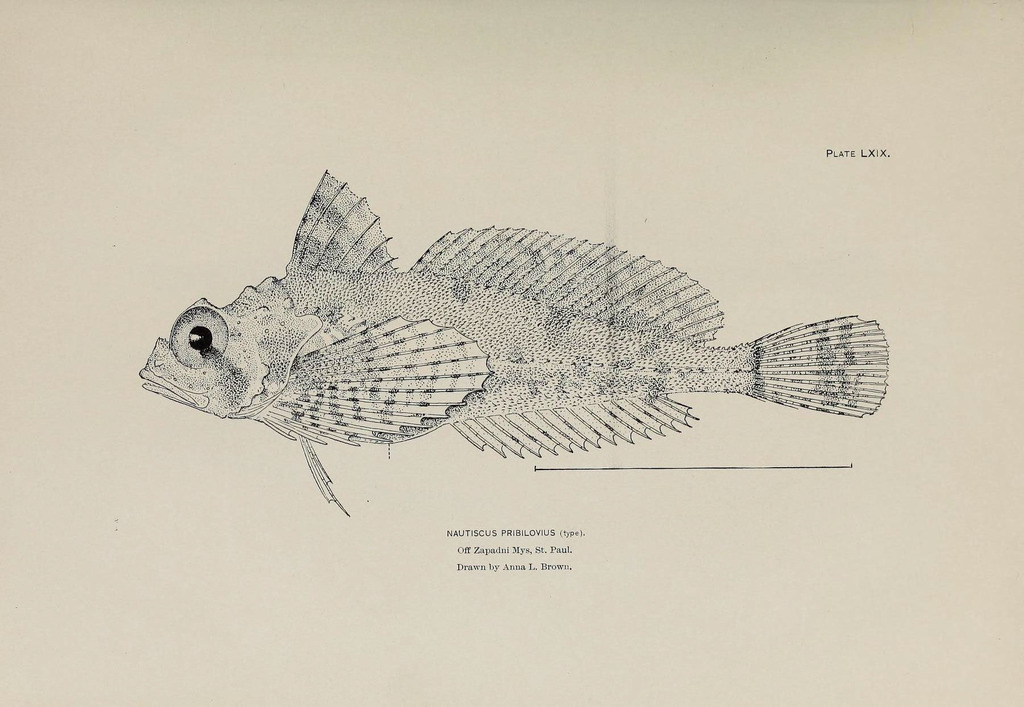 PLATE LXIX.
NAUTISCUS PRIBILOVIUS (type).
Off Zapadni Mys, St. Paul.
Drawn by Anna L. Brown.